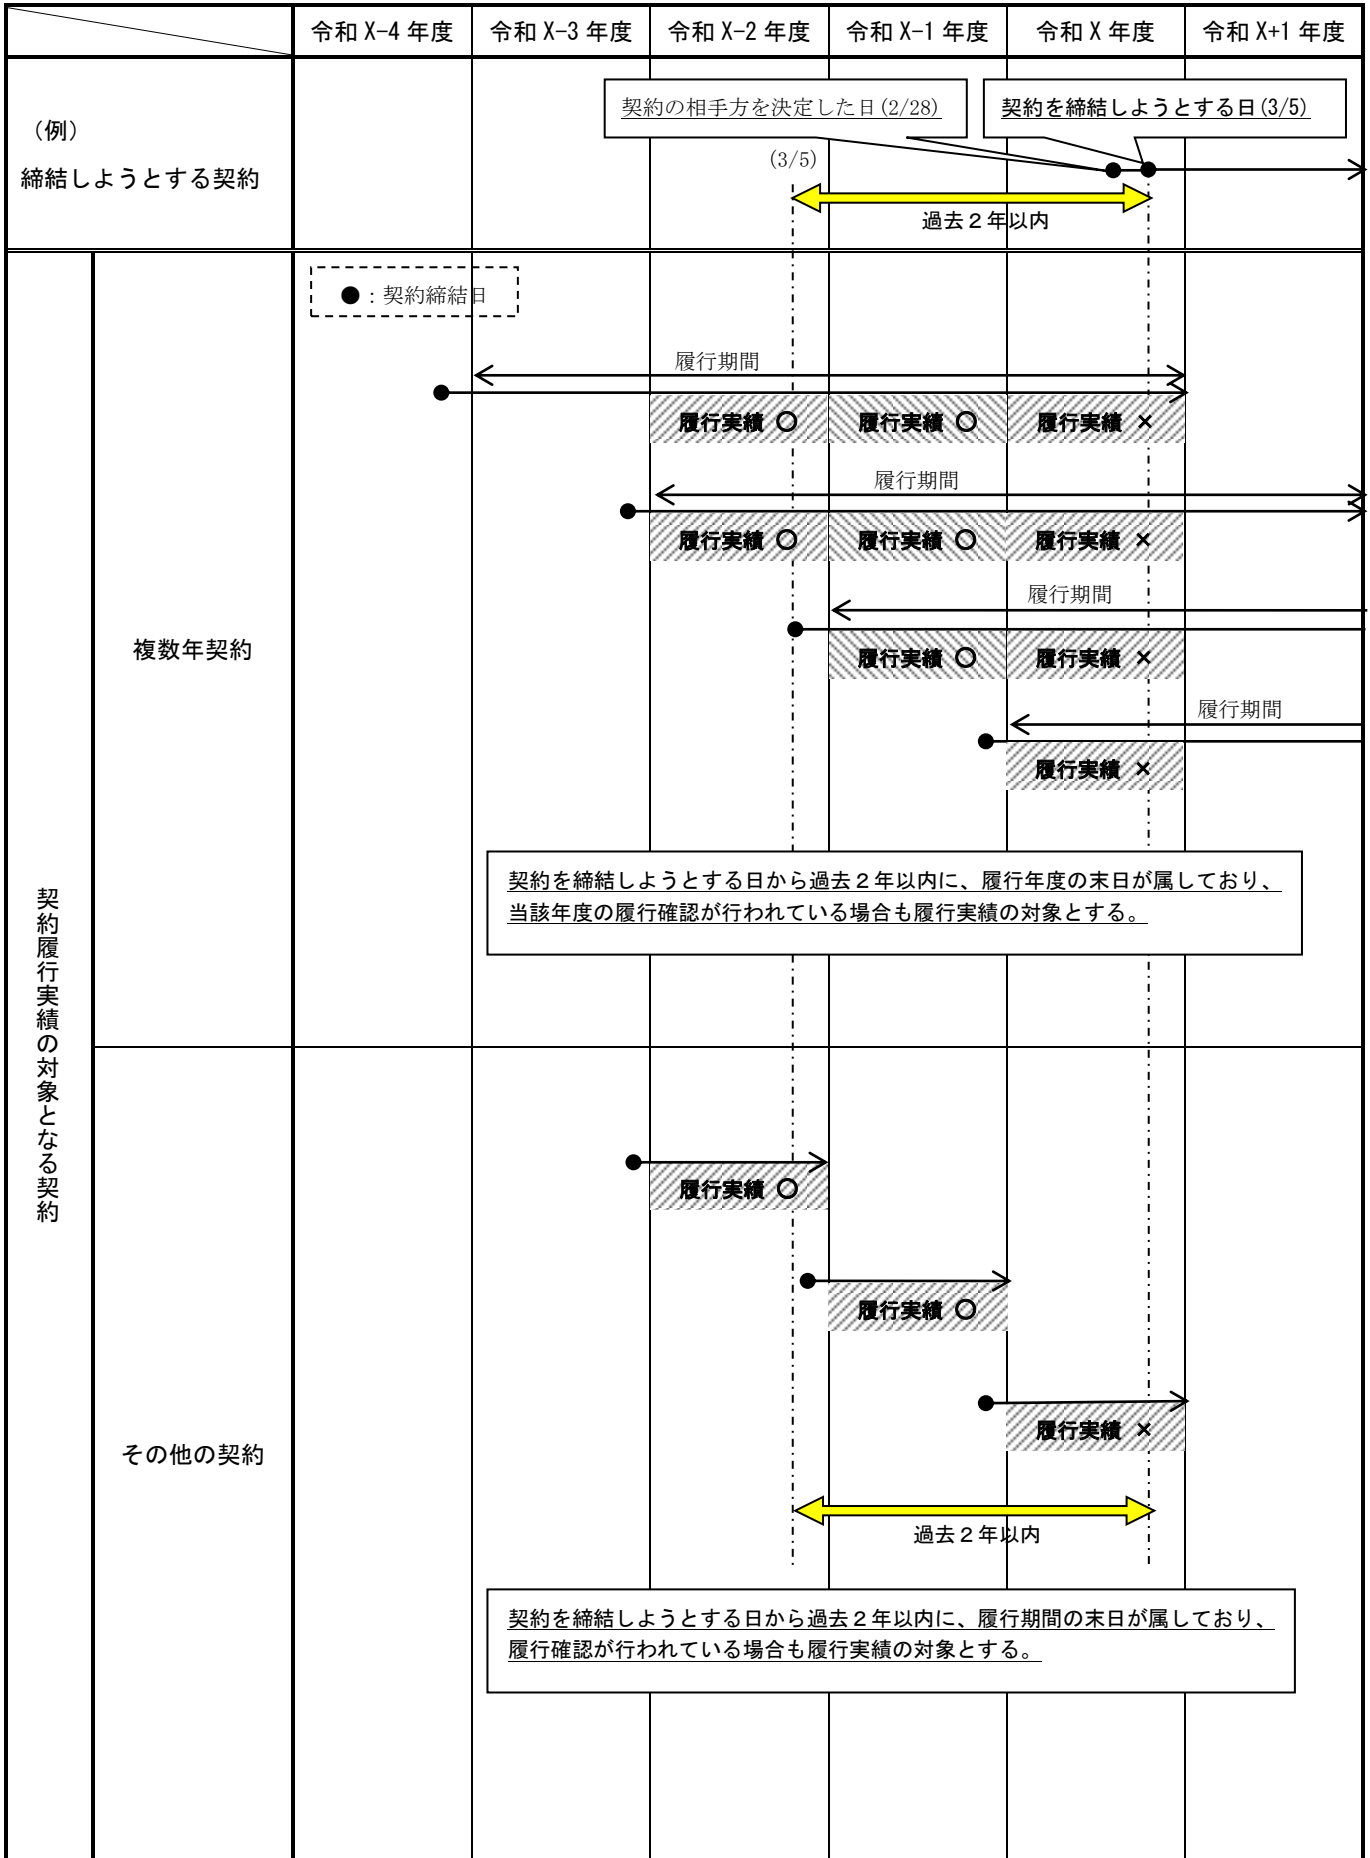 令和 X-4 年度 令和 X-3 年度 令和 X-2 年度 令和 X-1 年度 令和 X 年度 令和 X+1 年度
契約の相手方を決定した日(2/28)
契約を締結しようとする日(3/5)
（例）
締結しようとする契約
(3/5)
過去２年以内
●：契約締結日
履行期間
履行実績 〇 履行実績 〇 履行実績 ×
履行期間
履行実績 〇 履行実績 〇 履行実績 ×
履行期間
複数年契約
履行実績 〇 履行実績 ×
履行期間
履行実績 ×
契約を締結しようとする日から過去２年以内に、履行年度の末日が属しており、
当該年度の履行確認が行われている場合も履行実績の対象とする。
契約履行実績の対象となる契約
履行実績 〇
履行実績 〇
履行実績 ×
その他の契約
過去２年以内
契約を締結しようとする日から過去２年以内に、履行期間の末日が属しており、
履行確認が行われている場合も履行実績の対象とする。